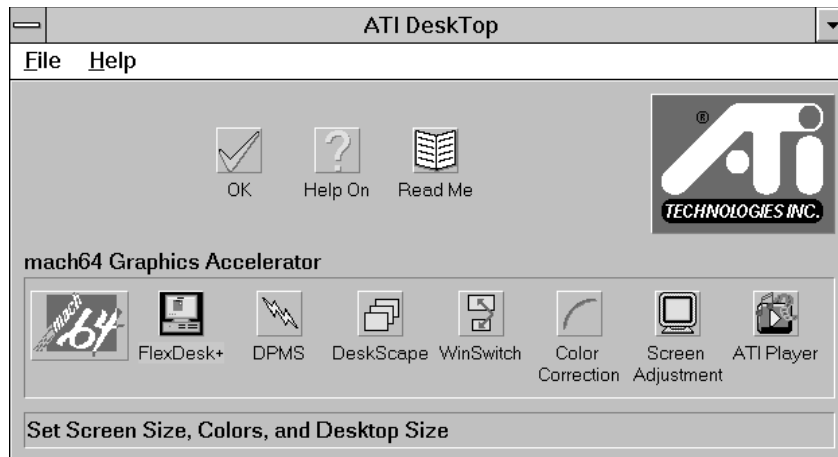 ATI DeskTop
File Help
OK Help On Read Me
® ATi
TECHNOLOGIES INC.
mach64 Graphics Accelerator
mach 64
FlexDesk+ DPMS DeskScape WinSwitch Color Correction Screen Adjustment ATI Player
Set Screen Size, Colors, and Desktop Size